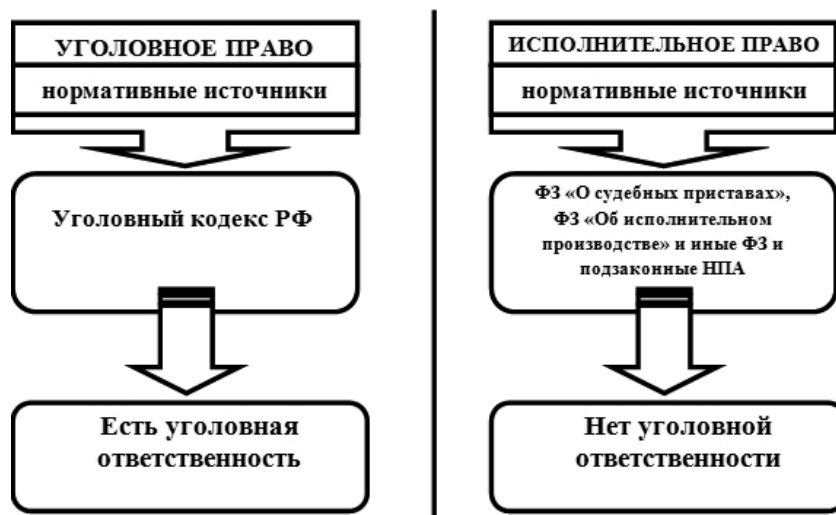 УГОЛОВНОЕ ПРАВО
нормативные источники
Уголовный кодекс РФ
Есть уголовная
ответственность
ИСПОЛНИТЕЛЬНОЕ ПРАВО
нормативные источники
ФЗ «О судебных приставах»,
ФЗ «Об исполнительном
производстве» и иные ФЗ и
подзаконные НПА
Нет уголовной
ответственности